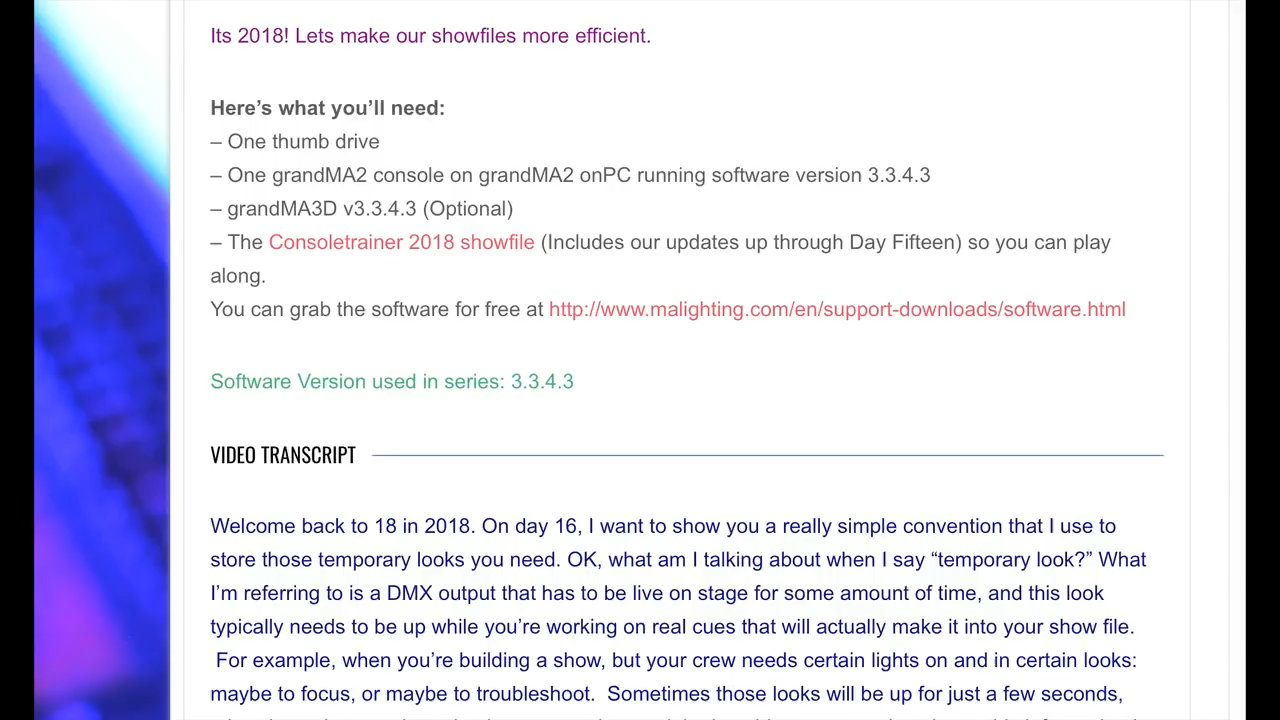 Its 2018! Lets make our showfiles more efficient.
Here’s what you’ll need:
– One thumb drive
– One grandMA2 console on grandMA2 onPC running software version 3.3.4.3
– grandMA3D v3.3.4.3 (Optional)
– The Consoletrainer 2018 showfile (Includes our updates up through Day Fifteen) so you can play
along.
You can grab the software for free at http://www.malighting.com/en/support-downloads/software.html
Software Version used in series: 3.3.4.3
VIDEO TRANSCRIPT
Welcome back to 18 in 2018. On day 16, I want to show you a really simple convention that I use to
store those temporary looks you need. OK, what am I talking about when I say “temporary look?” What
I’m referring to is a DMX output that has to be live on stage for some amount of time, and this look
typically needs to be up while you’re working on real cues that will actually make it into your show file.
For example, when you’re building a show, but your crew needs certain lights on and in certain looks:
maybe to focus, or maybe to troubleshoot.  Sometimes those looks will be up for just a few seconds,